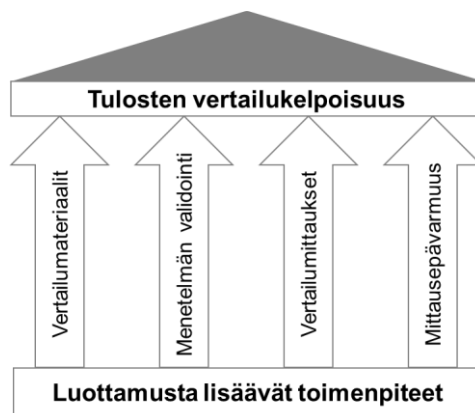 Tulosten vertailukelpoisuus
Vertailumateriaalit
Menetelmän validointi
Vertailumittaukset
Mittausepävarmuus
Luottamusta lisäävät toimenpiteet